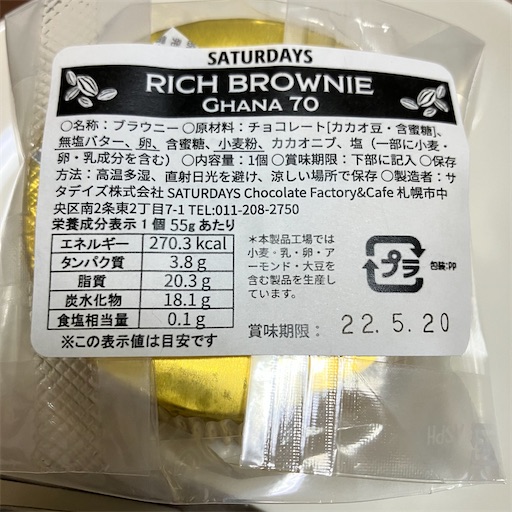 SATURDAYS
RICH BROWNIE
GHANA 70
○名称：ブラウニー○原材料：チョコレート[カカオ豆・含蜜糖]、
無塩バター、卵、含蜜糖、小麦粉、カカオニブ、塩（一部に小麦・
卵・乳成分を含む）○内容量：1個○賞味期限：下部に記入○保存
方法：高温多湿、直射日光を避け、涼しい場所で保存○製造者：サ
タデイズ株式会社 SATURDAYS Chocolate Factory&Cafe 札幌市中
央区南2条東2丁目7-1 TEL:011-208-2750
栄養成分表示 1個 55gあたり
エネルギー 270.3 kcal
タンパク質 3.8 g
脂質 20.3 g
炭水化物 18.1 g
食塩相当量 0.1 g
※この表示値は目安です
＊本製品工場では
小麦・乳・卵・ア
ーモンド・大豆を
含む製品を生産し
ています。
プラ
包装:PP
賞味期限： 22.5.20